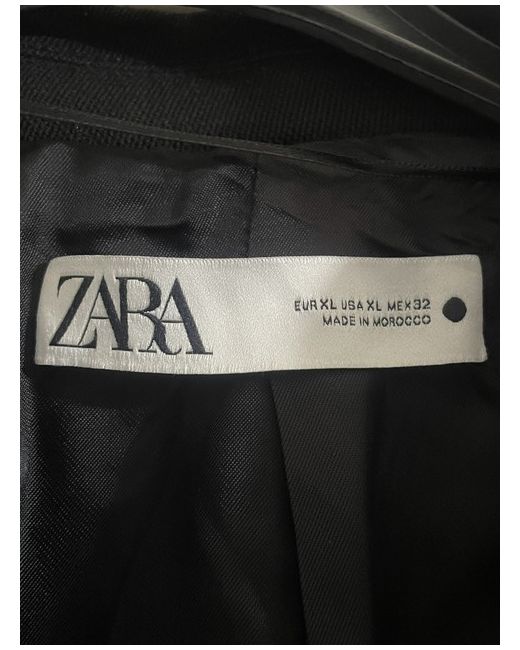 ZARA
EUR XL USA XL MEX 32
MADE IN MOROCCO